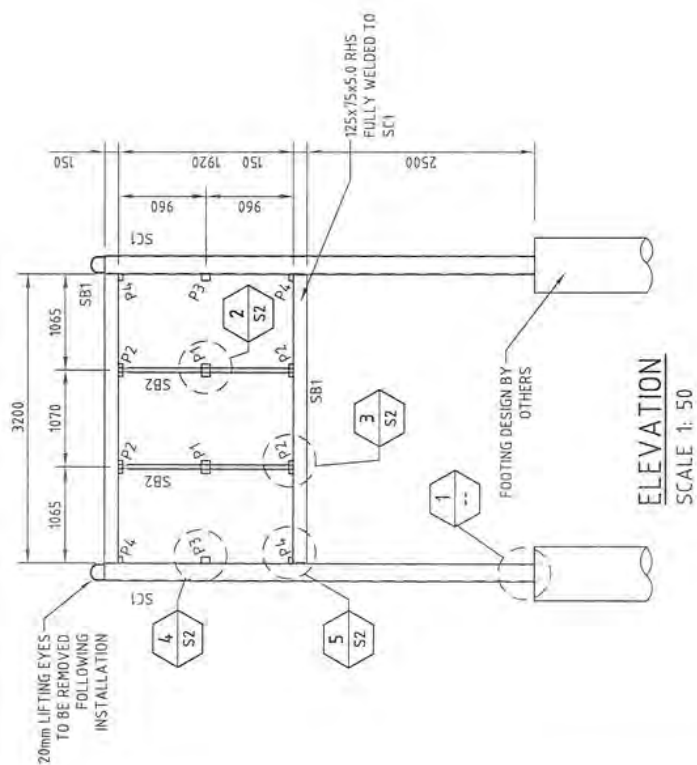 20mm LIFTING EYES
TO BE REMOVED
FOLLOWING
INSTALLATION
3200
1065
1070
1065
SB1
SC1
SC1
P4
P2
P2
P4
SB2
SB2
P3
P1
P1
P3
P4
P2
P2
P4
SB1
150
1920
150
960
960
2500
125x75x5.0 RHS
FULLY WELDED TO
SC1
4
S2
5
S2
3
S2
2
S2
1
--
FOOTING DESIGN BY
OTHERS
ELEVATION
SCALE 1: 50